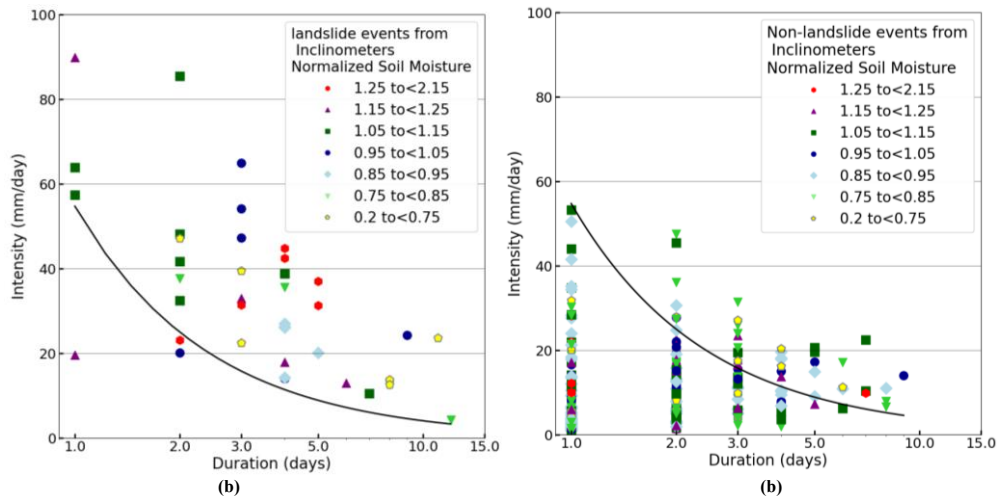 100
80
60
40
20
0
Intensity (mm/day)
landslide events from
Inclinometers
Normalized Soil Moisture
1.25 to<2.15
1.15 to<1.25
1.05 to<1.15
0.95 to<1.05
0.85 to<0.95
0.75 to<0.85
0.2 to<0.75
1.0 2.0 3.0 5.0 10.0 15.0
Duration (days)
(b)
100
80
60
40
20
0
Intensity (mm/day)
Non-landslide events from
Inclinometers
Normalized Soil Moisture
1.25 to<2.15
1.15 to<1.25
1.05 to<1.15
0.95 to<1.05
0.85 to<0.95
0.75 to<0.85
0.2 to<0.75
1.0 2.0 3.0 5.0 10.0 15.0
Duration (days)
(b)